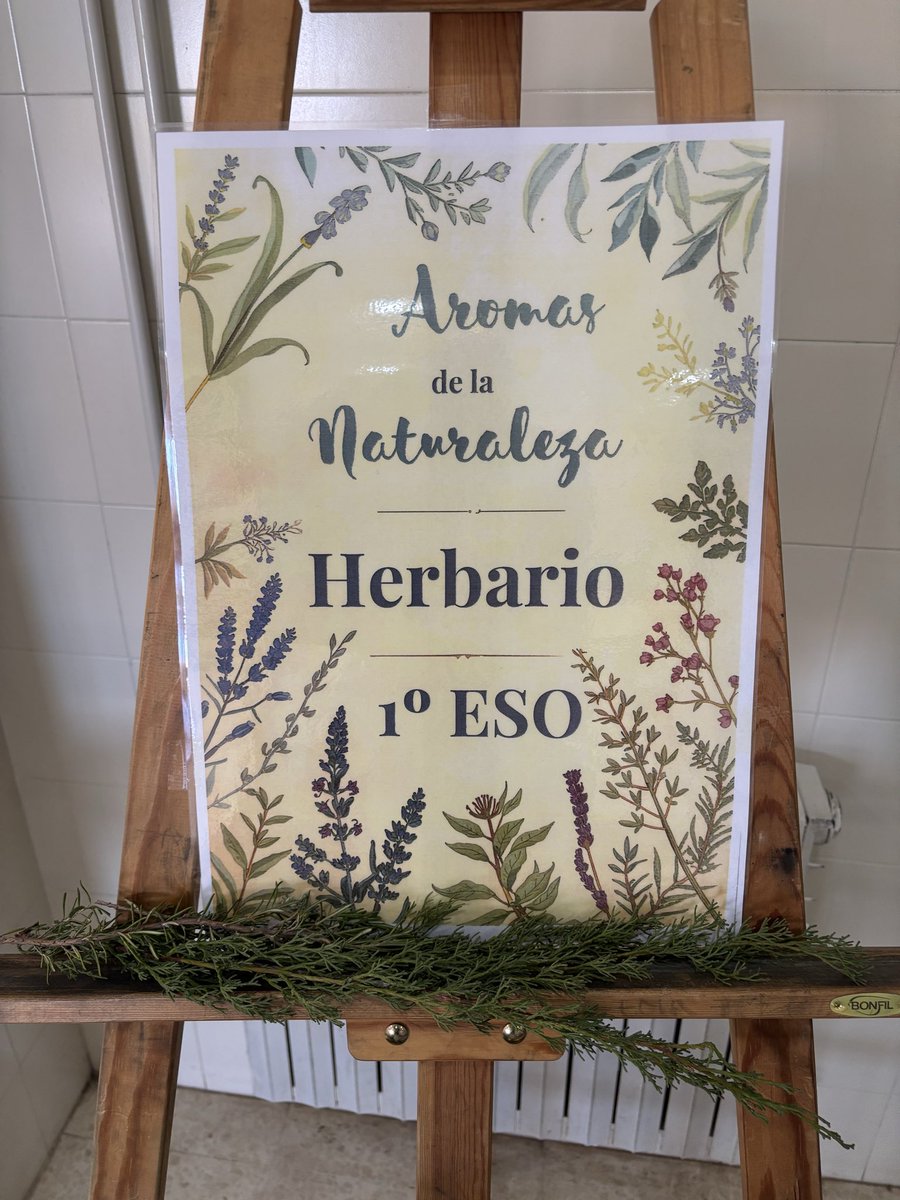 Aromas
de la
Naturaleza
Herbario
1º ESO
BONFIL